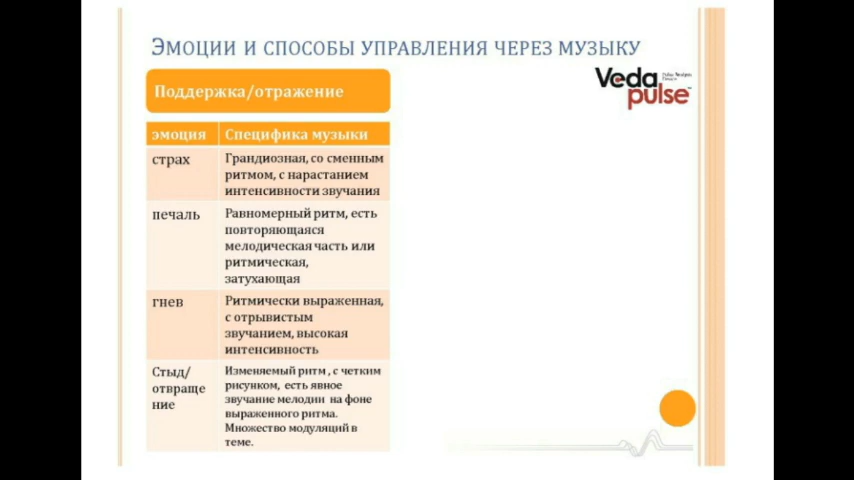 Эмоции и способы управления через музыку
Поддержка/отражение
Veda
pulse
эмоция
Специфика музыки
страх
Грандиозная, со сменным
ритмом, с нарастанием
интенсивности звучания
печаль
Равномерный ритм, есть
повторяющаяся
мелодическая часть или
ритмическая,
затухающая
гнев
Ритмически выраженная,
с отрывистым
звучанием, высокая
интенсивность
Стыд/
отвраще
ние
Изменяемый ритм , с четким
рисунком, есть явное
звучание мелодии на фоне
выраженного ритма.
Множество модуляций в
теме.